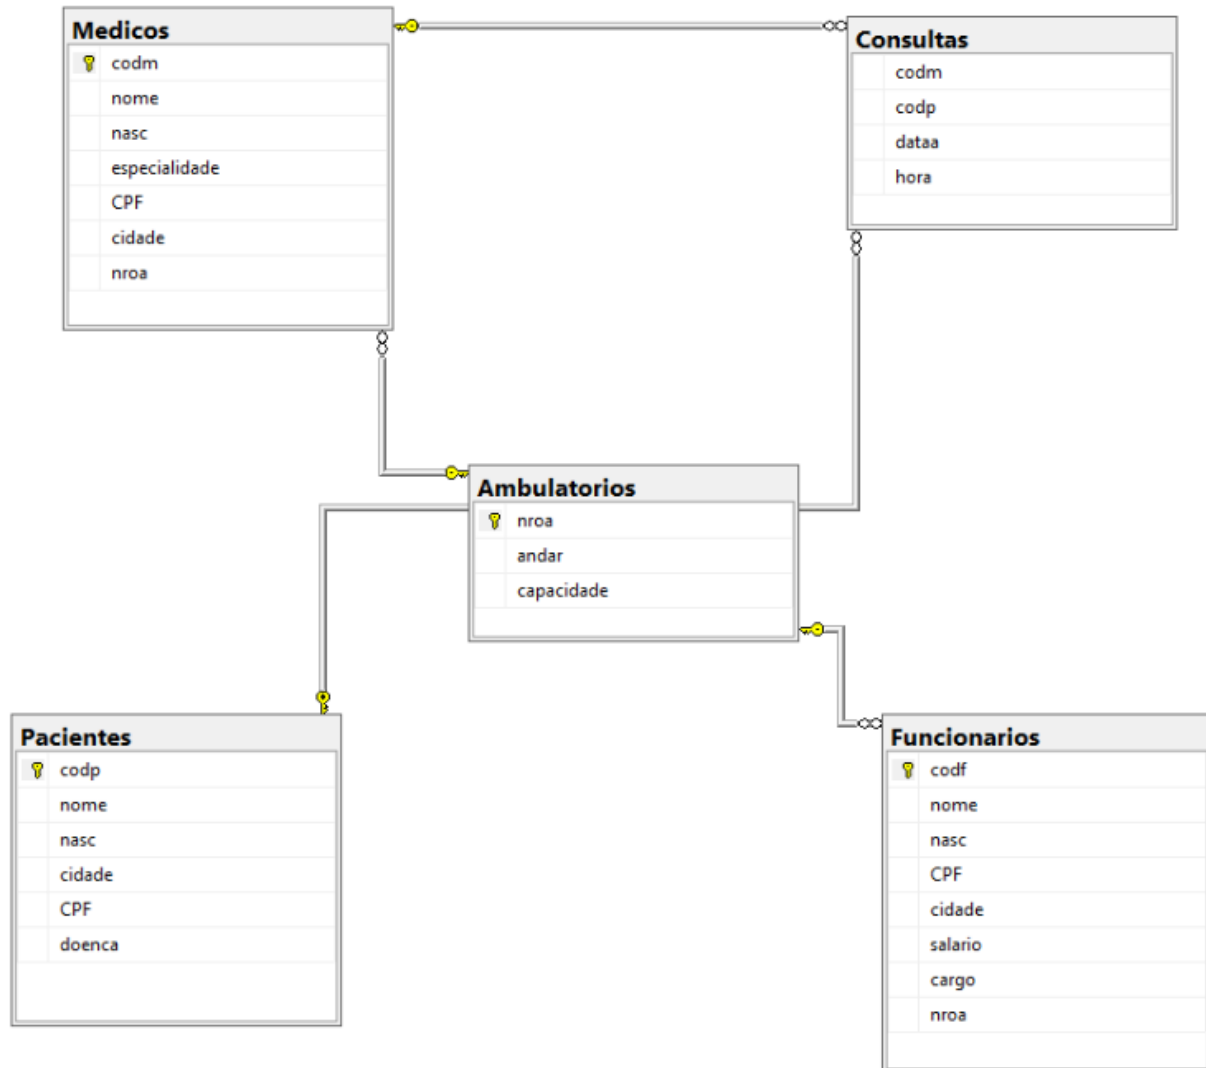 Medicos
codm
nome
nasc
especialidade
CPF
cidade
nroa
Consultas
codm
codp
dataa
hora
Ambulatorios
nroa
andar
capacidade
Pacientes
codp
nome
nasc
cidade
CPF
doenca
Funcionarios
codf
nome
nasc
CPF
cidade
salario
cargo
nroa